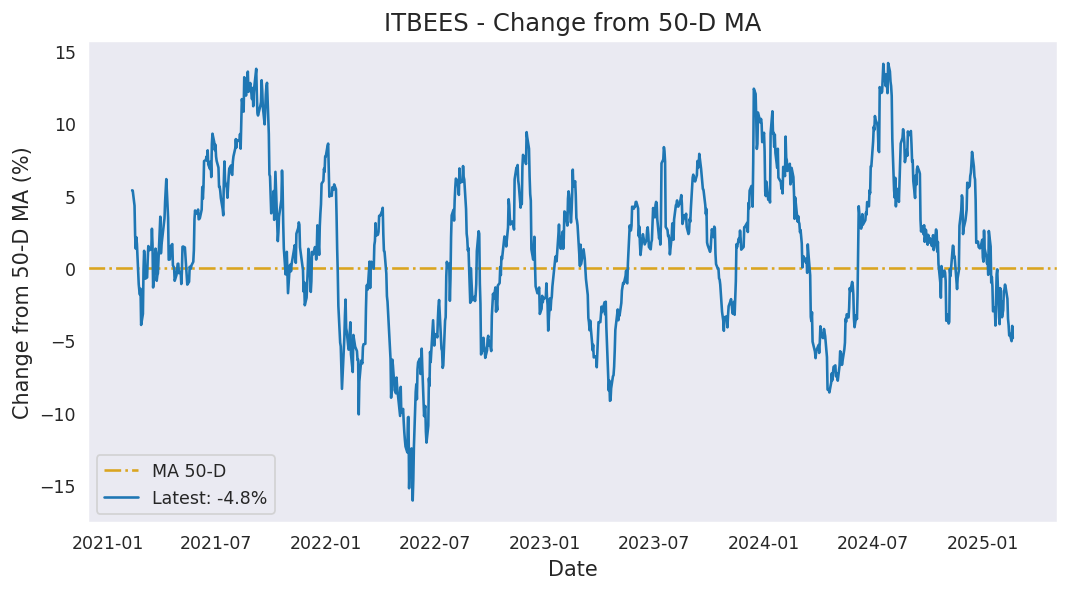 ITBEES - Change from 50-D MA
Change from 50-D MA (%)
15
10
5
0
−5
−10
−15
MA 50-D
Latest: -4.8%
2021-01 2021-07 2022-01 2022-07 2023-01 2023-07 2024-01 2024-07 2025-01
Date